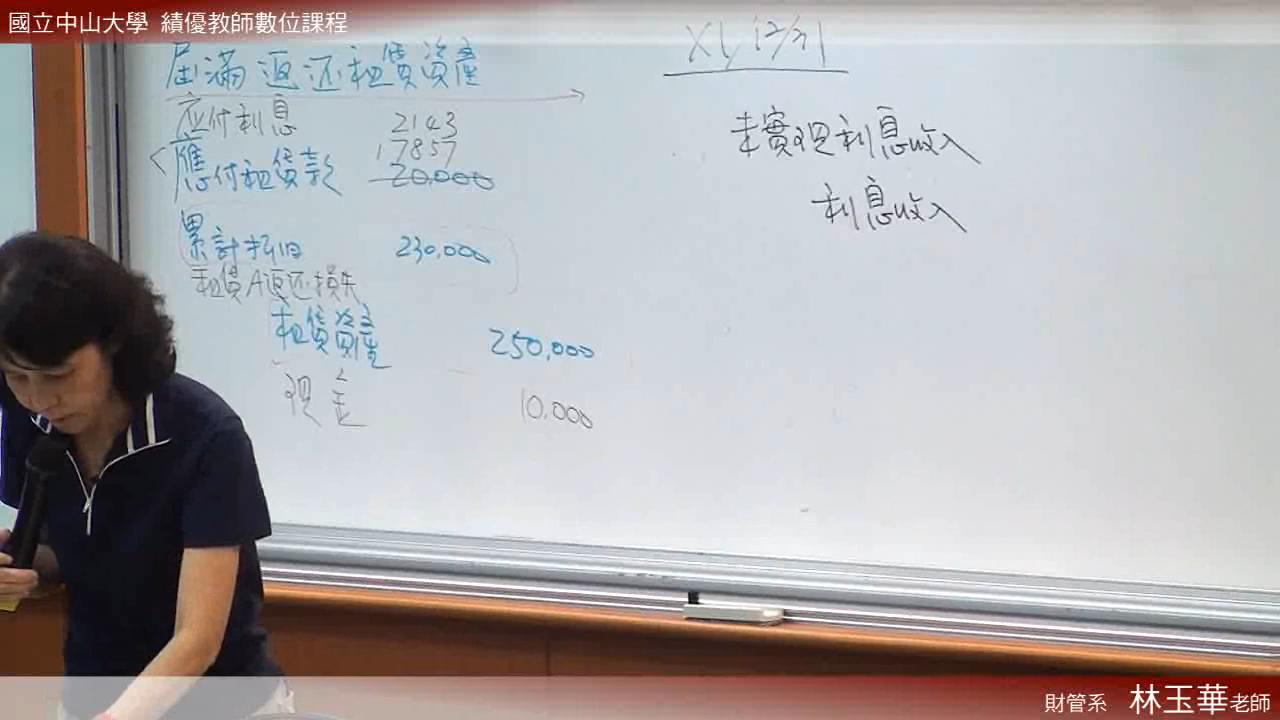 國立中山大學 績優教師數位課程
屆滿返还租賃資產
应付利息 2143
17857
應付租賃款 20,000
累計折旧 230,000
租賃A返还損失
租賃資產 250,000
現金 10,000
X1, 12/31
未實現利息收入
利息收入
財管系 林玉華老師